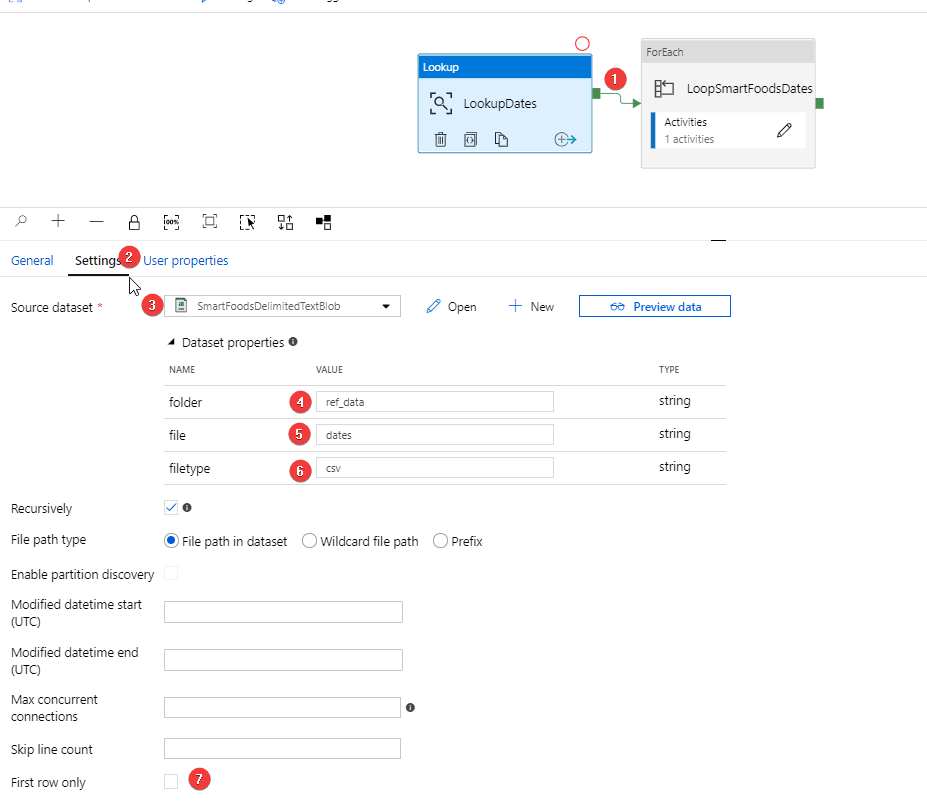 ForEach
Lookup
1
LoopSmartFoodsDates
LookupDates
Activities
1 activities
100%
General
Settings
2
User properties
Source dataset *
3
SmartFoodsDelimitedTextBlob
Open
New
Preview data
Dataset properties
NAME VALUE TYPE
folder 4 ref_data string
file 5 dates string
filetype 6 csv string
Recursively
File path type File path in dataset Wildcard file path Prefix
Enable partition discovery
Modified datetime start
(UTC)
Modified datetime end
(UTC)
Max concurrent
connections
Skip line count
First row only 7